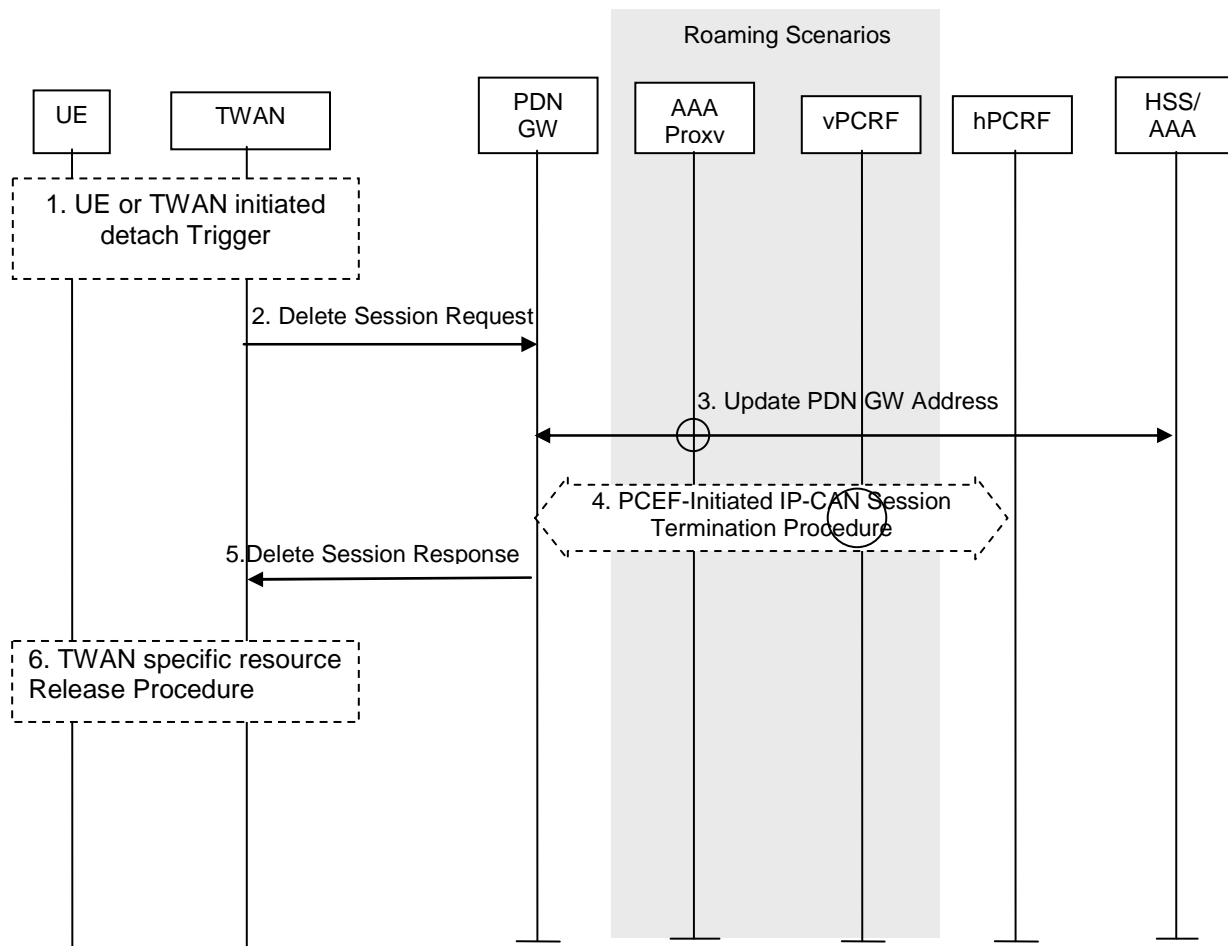 Roaming Scenarios
UE
TWAN
PDN
GW
AAA
Proxv
vPCRF
hPCRF
HSS/
AAA
1. UE or TWAN initiated
detach Trigger
2. Delete Session Request
3. Update PDN GW Address
4. PCEF-Initiated IP-CAN Session
Termination Procedure
5.Delete Session Response
6. TWAN specific resource
Release Procedure